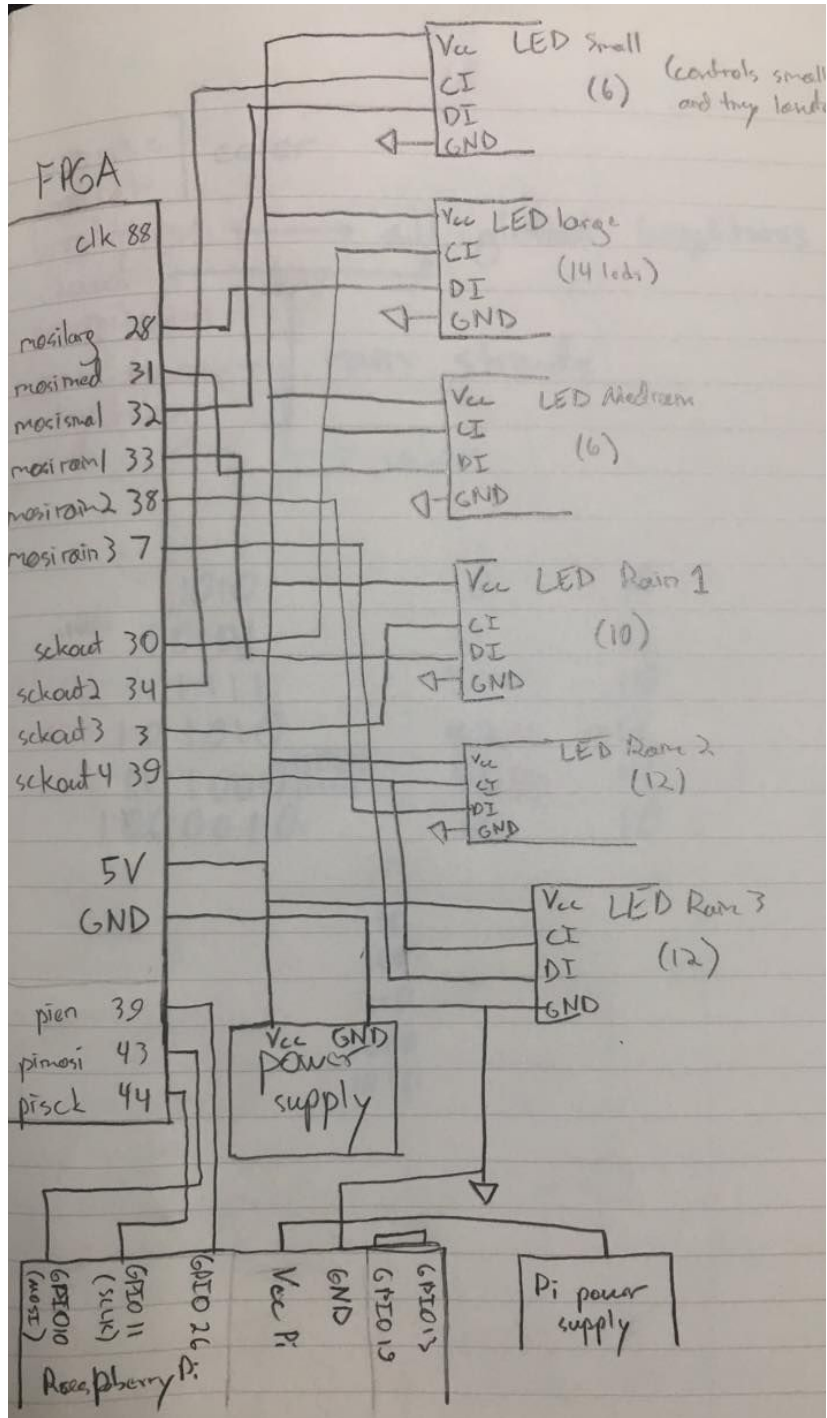 Vcc LED Small
CI (6) (controls small
DI and tiny
GND
FPGA
clk 88
Vcc LED large
CI
(14 leds)
DI
GND
mosilarg 28
mosimed 31
mosismal 32
mosirain1 33
mosirain2 38
mosirain3 7
Vcc LED Medium
CI
(6)
DI
GND
Vcc LED Rain 1
CI
(10)
DI
GND
sckout 30
sckout2 34
sckout3 3
sckout4 39
Vcc LED Rain 2
CI
(12)
DI
GND
5V
GND
Vcc LED Rain 3
CI
(12)
DI
GND
pien 39
pimosi 43
pisck 44
Vcc GND
power
supply
GPIO10
(MOSI)
GPIO 11
(SCLK)
GPIO 26
Vcc Pi
GND
GPIO 19
GPIO 13
Raspberry Pi
Pi power
supply